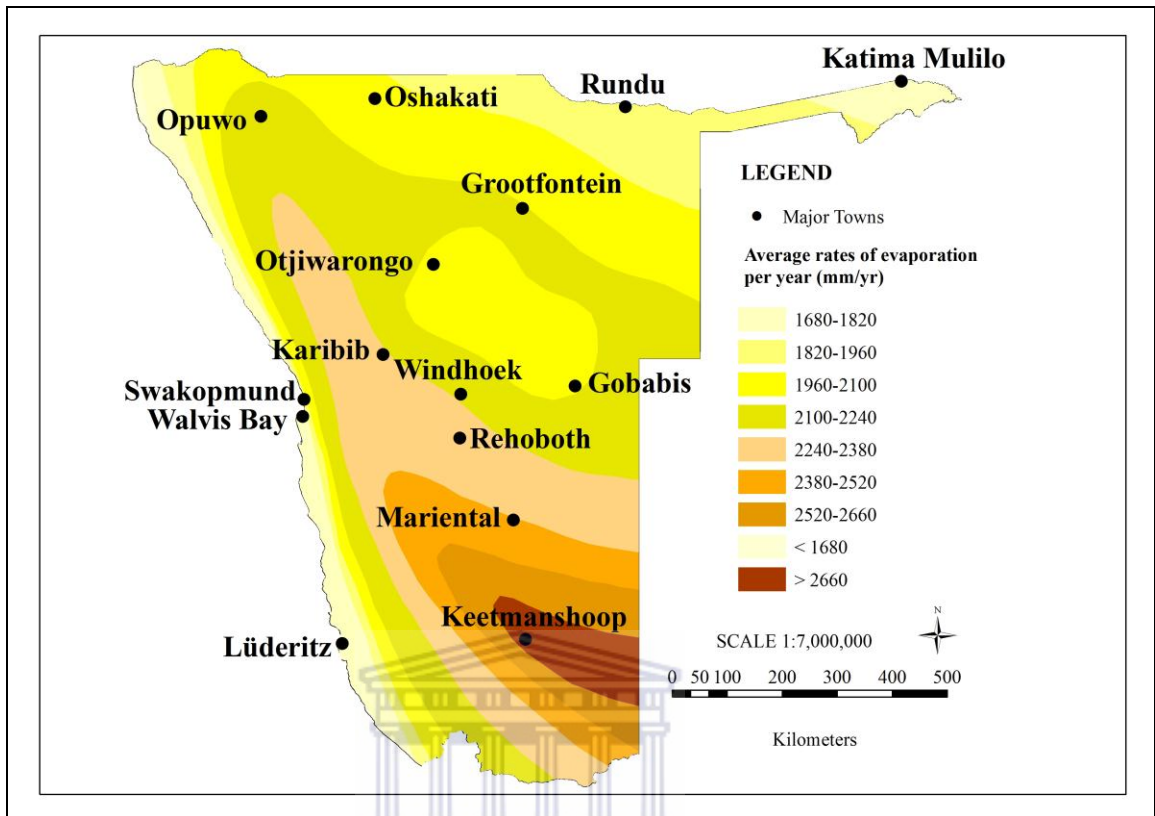 Katima Mulilo
Rundu
Oshakati
Opuwo
Grootfontein
Otjiwarongo
Karibib
Windhoek
Gobabis
Swakopmund
Walvis Bay
Rehoboth
Mariental
Keetmanshoop
Lüderitz
LEGEND
Major Towns
Average rates of evaporation
per year (mm/yr)
1680-1820
1820-1960
1960-2100
2100-2240
2240-2380
2380-2520
2520-2660
< 1680
> 2660
N
SCALE 1:7,000,000
0 50 100 200 300 400 500
Kilometers